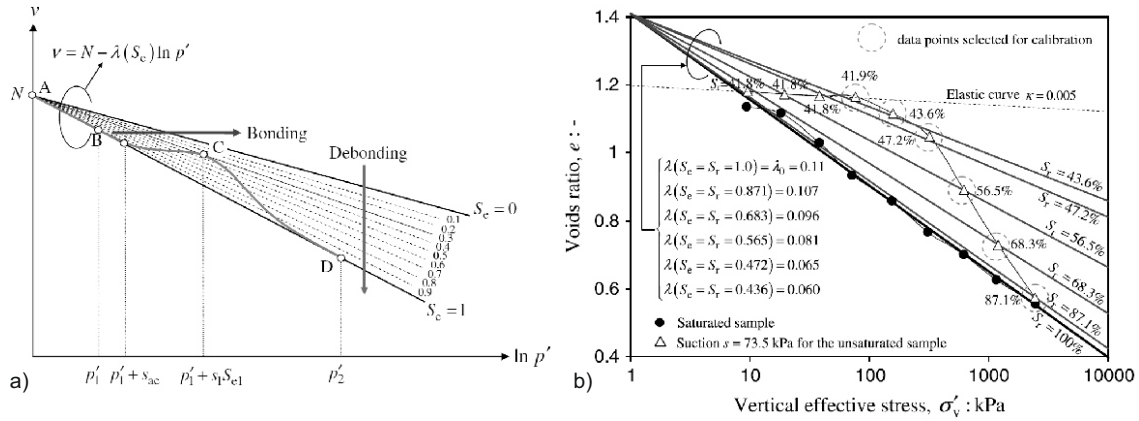 v
ν = N − λ(Se) ln p′
N
A
B
Bonding
C
Debonding
Se = 0
0.1
0.2
0.3
0.4
0.5
0.6
0.7
0.8
0.9
D
Se = 1
ln p′
p′1
p′1 + sae
p′1 + s1Se1
p′2
a)
Voids ratio, e : -
1.4
1.2
1
0.8
0.6
0.4
data points selected for calibration
41.8%
41.8%
41.8%
41.9%
Elastic curve κ = 0.005
43.6%
47.2%
56.5%
68.3%
87.1%
λ(Se = Sr = 1.0) = λ0 = 0.11
λ(Se = Sr = 0.871) = 0.107
λ(Se = Sr = 0.683) = 0.096
λ(Se = Sr = 0.565) = 0.081
λ(Se = Sr = 0.472) = 0.065
λ(Se = Sr = 0.436) = 0.060
Sr = 43.6%
Sr = 47.2%
Sr = 56.5%
Sr = 68.3%
Sr = 87.1%
Sr = 100%
Saturated sample
Suction s = 73.5 kPa for the unsaturated sample
1
10
100
1000
10000
Vertical effective stress, σ′v : kPa
b)